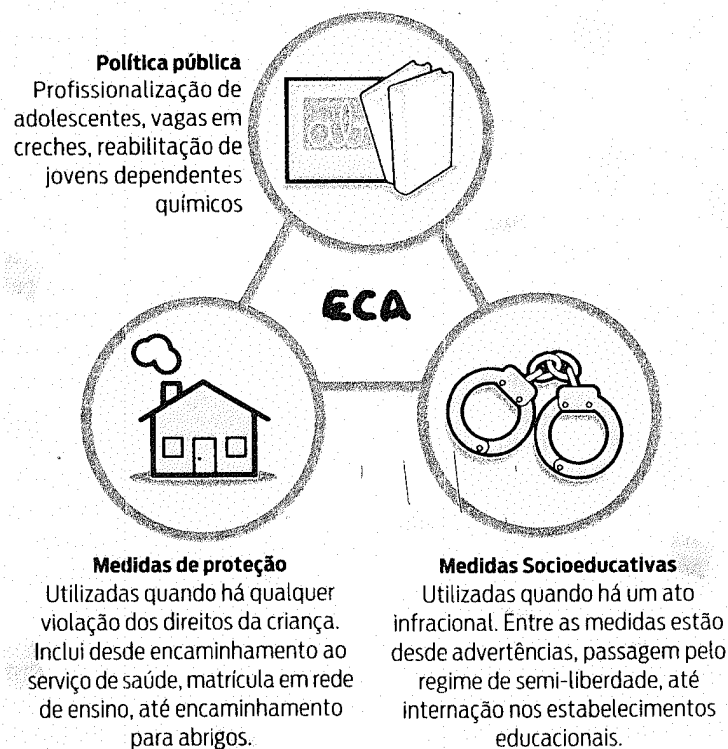 Política pública
Profissionalização de
adolescentes, vagas em
creches, reabilitação de
jovens dependentes
químicos
ECA
Medidas de proteção
Utilizadas quando há qualquer
violação dos direitos da criança.
Inclui desde encaminhamento ao
serviço de saúde, matrícula em rede
de ensino, até encaminhamento
para abrigos.
Medidas Socioeducativas
Utilizadas quando há um ato
infracional. Entre as medidas estão
desde advertências, passagem pelo
regime de semi-liberdade, até
internação nos estabelecimentos
educacionais.